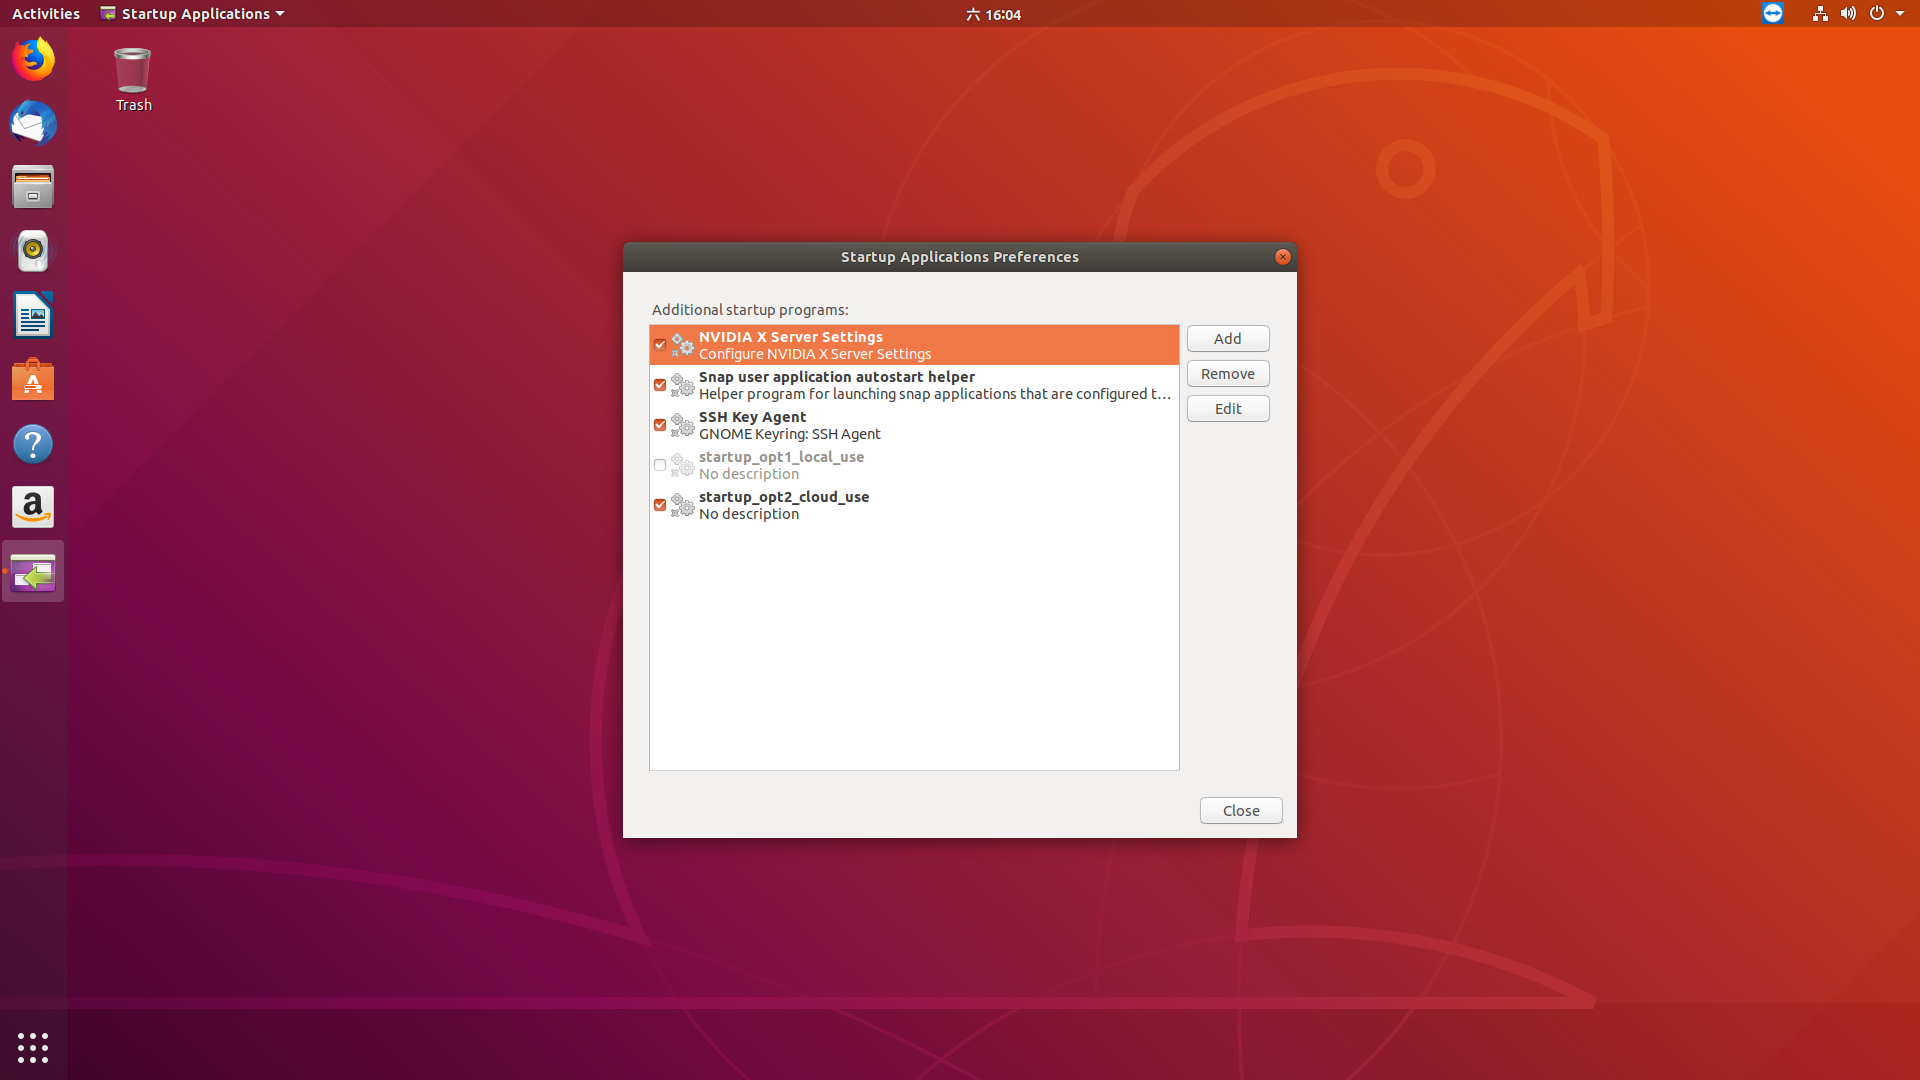 Activities
Startup Applications
六 16:04
Trash
Startup Applications Preferences
Additional startup programs:
NVIDIA X Server Settings
Configure NVIDIA X Server Settings
Snap user application autostart helper
Helper program for launching snap applications that are configured t…
SSH Key Agent
GNOME Keyring: SSH Agent
startup_opt1_local_use
No description
startup_opt2_cloud_use
No description
Add
Remove
Edit
Close